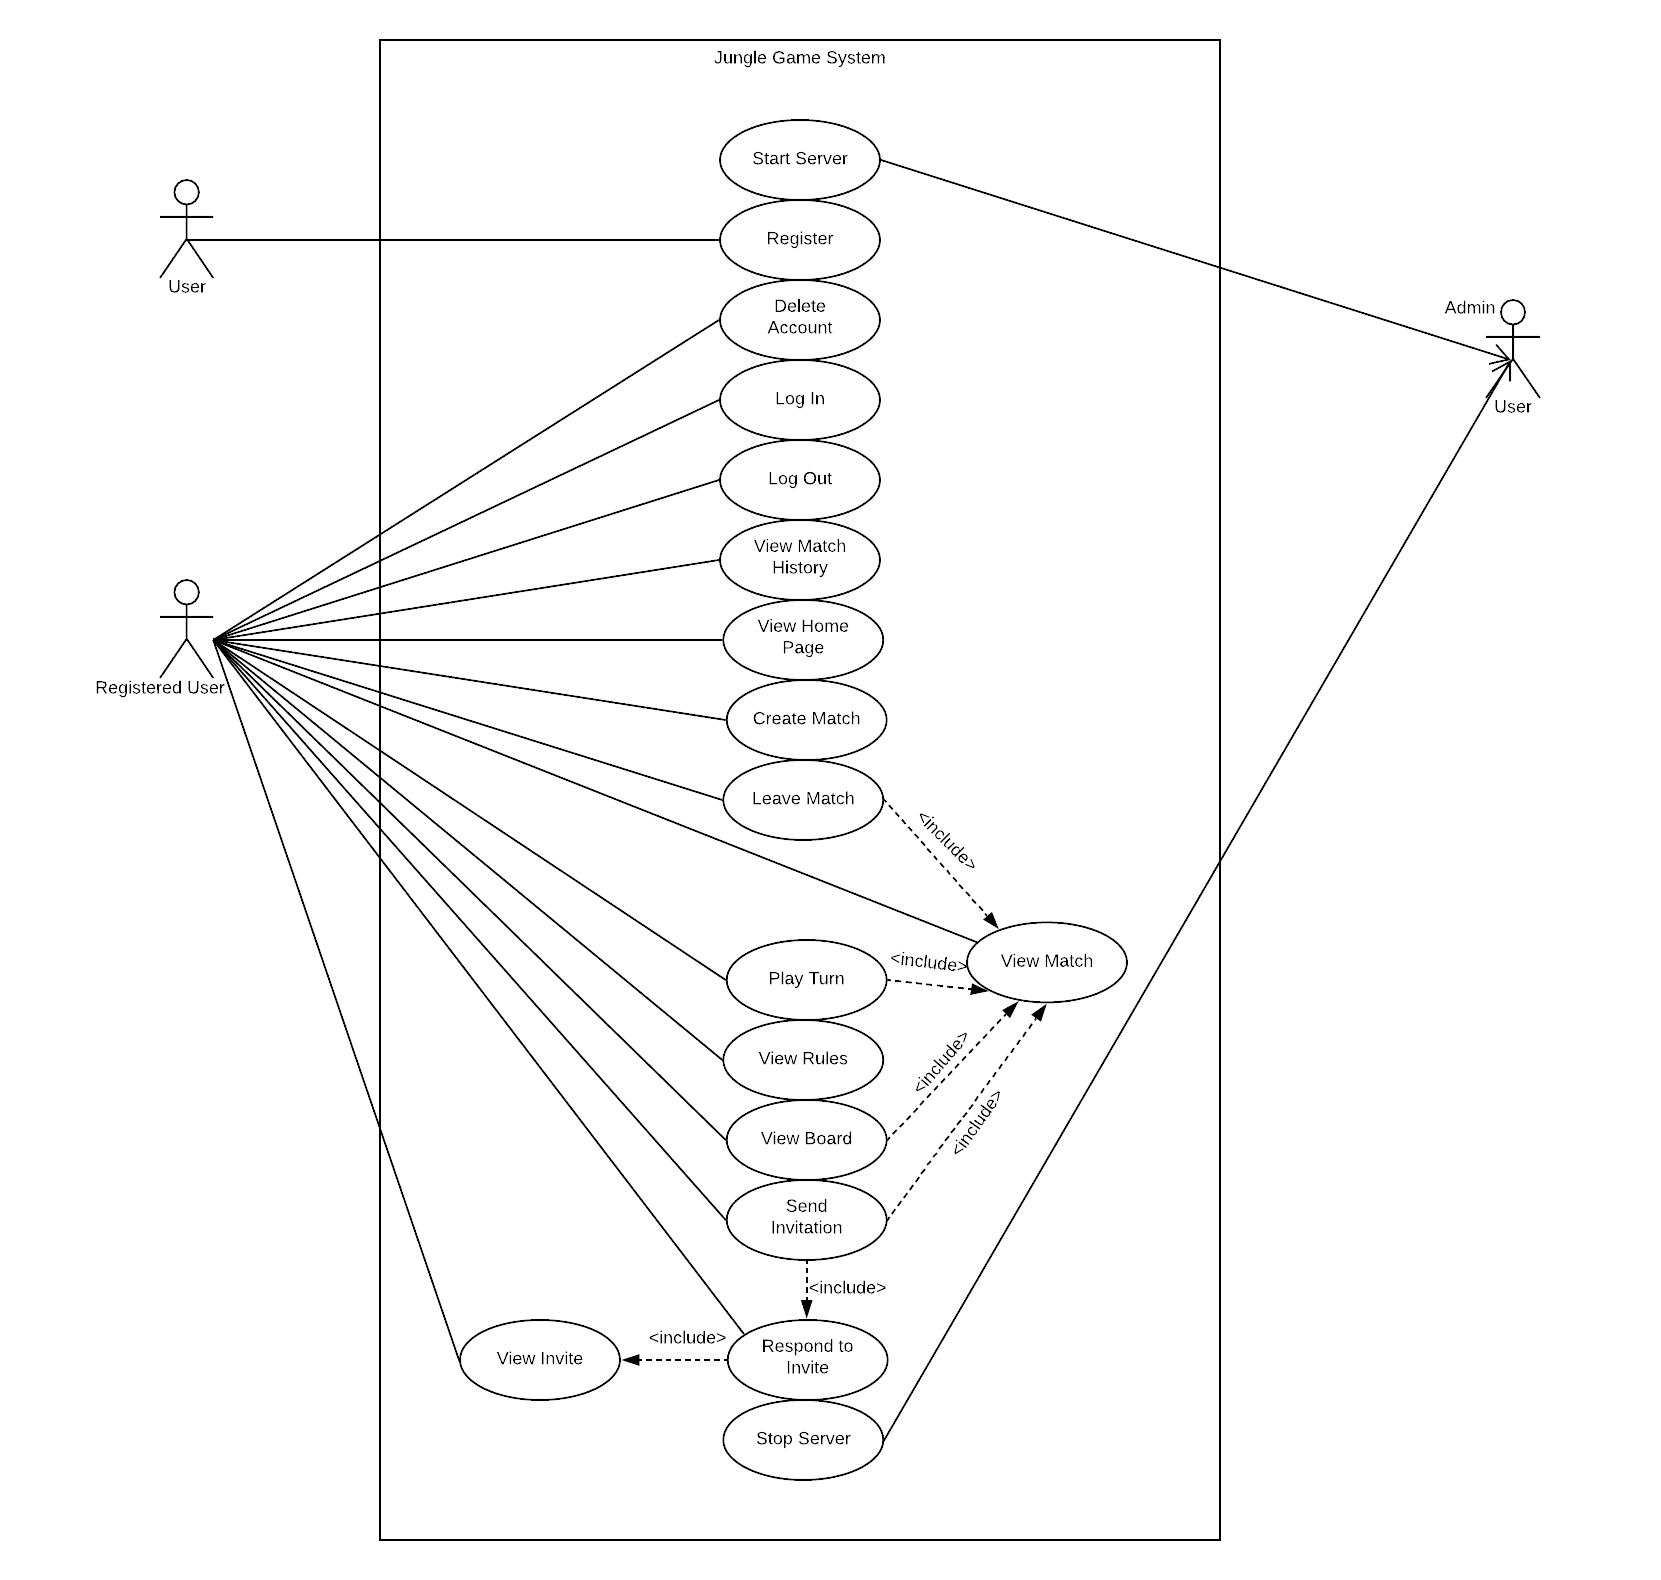 Jungle Game System
Start Server
Register
User
Delete
Account
Admin
User
Log In
Log Out
View Match
History
View Home
Page
Registered User
Create Match
Leave Match
<include>
View Match
<include>
Play Turn
View Rules
<include>
View Board
<include>
Send
Invitation
<include>
<include>
View Invite
Respond to
Invite
Stop Server